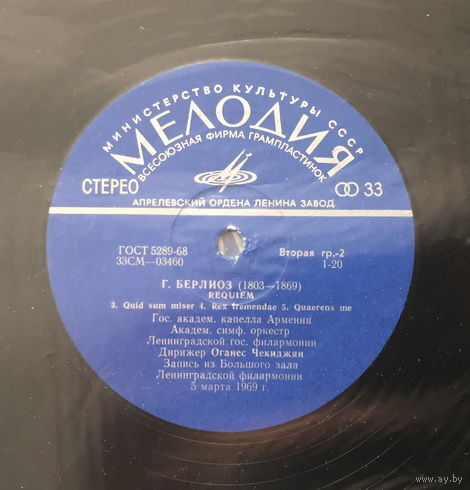 МИНИСТЕРСТВО КУЛЬТУРЫ СССР
МЕЛОДИЯ
ВСЕСОЮЗНАЯ ФИРМА ГРАМПЛАСТИНОК
СТЕРЕО 33
АПРЕЛЕВСКИЙ ОРДЕНА ЛЕНИНА ЗАВОД
ГОСТ 5289-68 Вторая гр.-2
33СМ—03460 1-20
Г. БЕРЛИОЗ (1803—1869)
REQUIEM
3. Quid sum miser 4. Rex tremendae 5. Quaerens me
Гос. академ. капелла Армении
Академ. симф. оркестр
Ленинградской гос. филармонии
Дирижер Оганес Чекиджян
Запись из Большого зала
Ленинградской филармонии
5 марта 1969 г.
www.ay.by